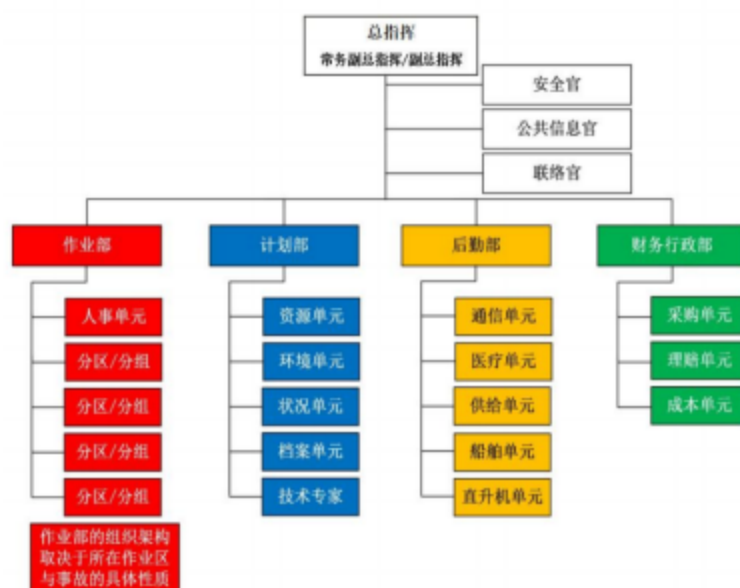 总指挥
常务副总指挥/副总指挥
安全官
公共信息官
联络官
作业部
计划部
后勤部
财务行政部
人事单元
资源单元
通信单元
采购单元
分区/分组
环境单元
医疗单元
理赔单元
分区/分组
状况单元
供给单元
成本单元
分区/分组
档案单元
船舶单元
分区/分组
技术专家
直升机单元
作业部的组织架构
取决于所在作业区
与事故的具体性质